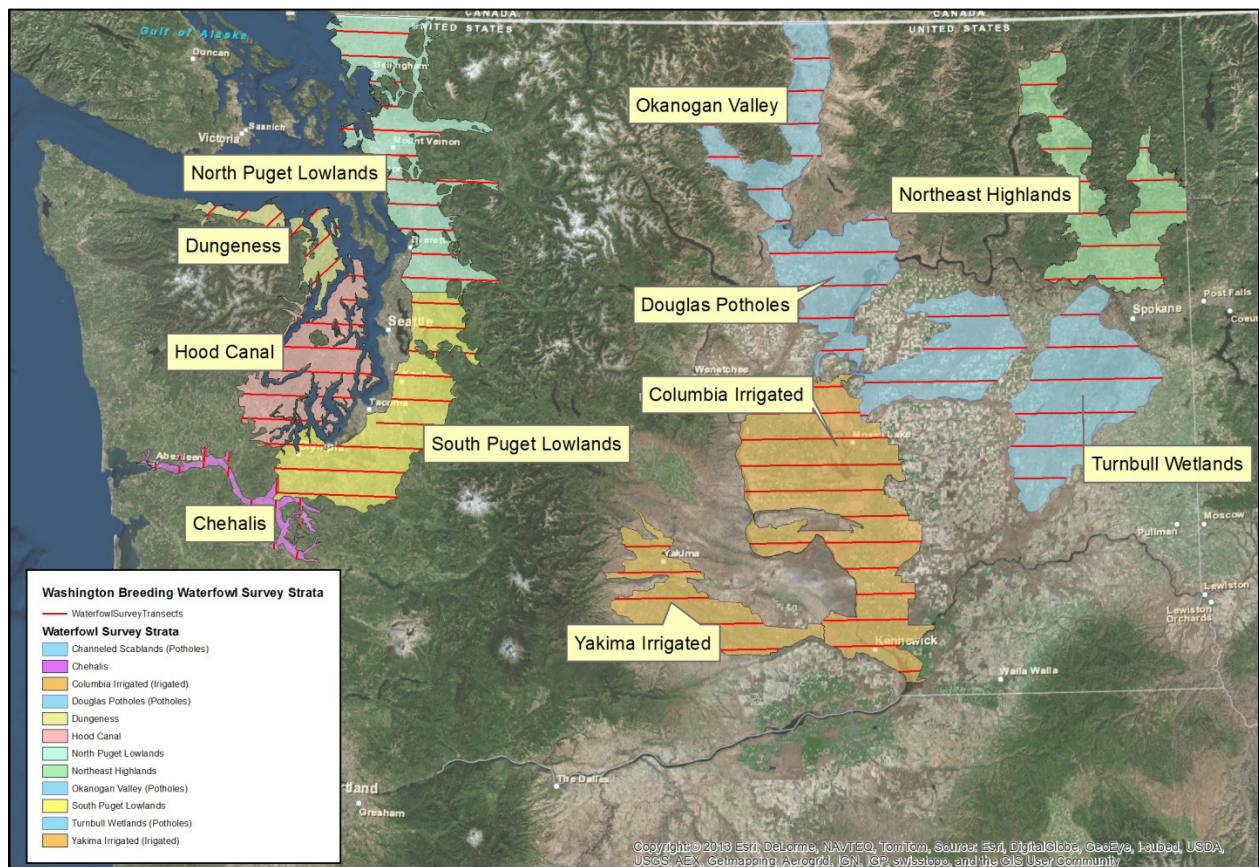 CANADA
UNITED STATES
CANADA
UNITED STATES
Gulf of Alaska
Duncan
Bellingham
Okanogan Valley
Victoria
Saanich
Mount Vernon
North Puget Lowlands
Northeast Highlands
Dungeness
Everett
Douglas Potholes
Post Falls
Spokane
Coeur
Seattle
Hood Canal
Wenatchee
Kent
Columbia Irrigated
Tacoma
Moses Lake
South Puget Lowlands
Olympia
Aberdeen
Turnbull Wetlands
Chehalis
Moscow
Pullman
Yakima
Lewiston
Lewiston
Orchards
Yakima Irrigated
Kennewick
Walla Walla
Washington Breeding Waterfowl Survey Strata
WaterfowlSurveyTransects
Waterfowl Survey Strata
Channeled Scablands (Potholes)
Chehalis
Columbia Irrigated (Irigated)
Douglas Potholes (Potholes)
Dungeness
Hood Canal
North Puget Lowlands
Northeast Highlands
Okanogan Valley (Potholes)
South Puget Lowlands
Turnbull Wetlands (Potholes)
Yakima Irrigated (Irigated)
The Dalles
rtland
Gresham
Copyright:© 2013 Esri, DeLorme, NAVTEQ, TomTom, Source: Esri, DigitalGlobe, GeoEye, i-cubed, USDA,
USGS, AEX, Getmapping, Aerogrid, IGN, IGP, swisstopo, and the GIS User Community